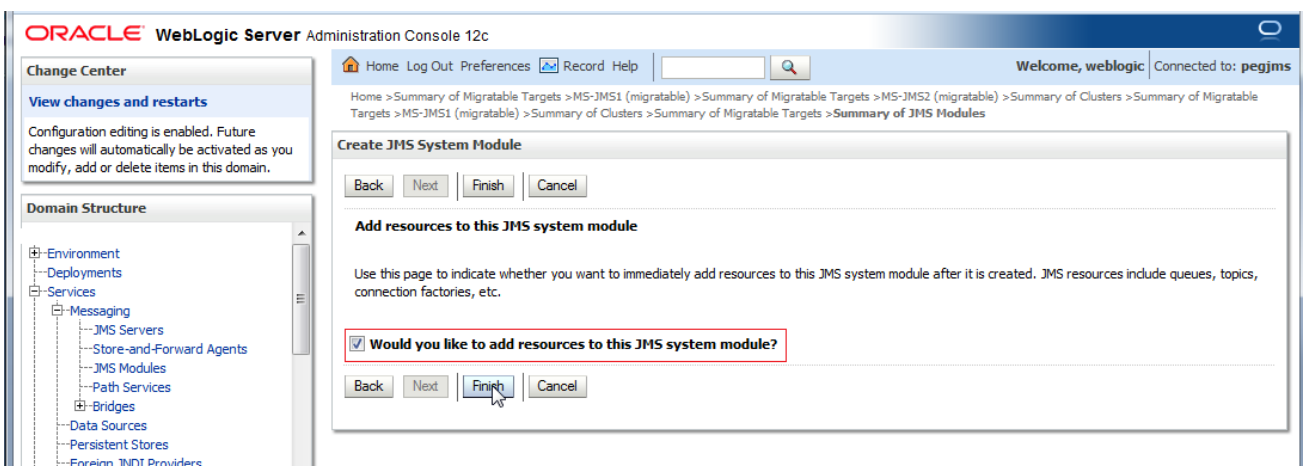 ORACLE WebLogic Server Administration Console 12c
Change Center
View changes and restarts
Configuration editing is enabled. Future
changes will automatically be activated as you
modify, add or delete items in this domain.
Domain Structure
Environment
Deployments
Services
Messaging
JMS Servers
Store-and-Forward Agents
JMS Modules
Path Services
Bridges
Data Sources
Persistent Stores
Foreign JNDI Providers
Home Log Out Preferences Record Help
Welcome, weblogic Connected to: pegjms
Home >Summary of Migratable Targets >MS-JMS1 (migratable) >Summary of Migratable Targets >MS-JMS2 (migratable) >Summary of Clusters >Summary of Migratable
Targets >MS-JMS1 (migratable) >Summary of Clusters >Summary of Migratable Targets >Summary of JMS Modules
Create JMS System Module
Back Next Finish Cancel
Add resources to this JMS system module
Use this page to indicate whether you want to immediately add resources to this JMS system module after it is created. JMS resources include queues, topics,
connection factories, etc.
Would you like to add resources to this JMS system module?
Back Next Finish Cancel